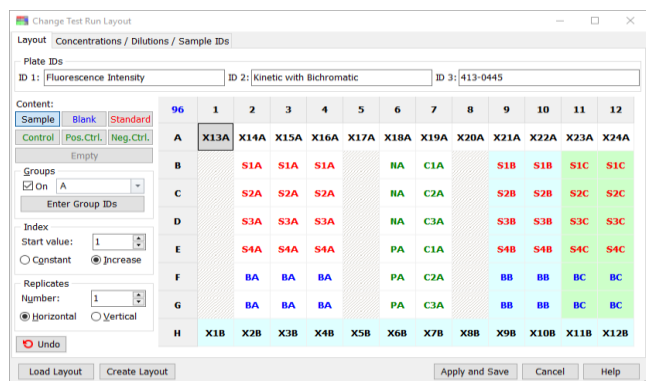 Change Test Run Layout
Layout Concentrations / Dilutions / Sample IDs
Plate IDs
ID 1: Fluorescence Intensity ID 2: Kinetic with Bichromatic ID 3: 413-0445
Content:
Sample Blank Standard
Control Pos.Ctrl. Neg.Ctrl.
Empty
Groups
On A
Enter Group IDs
Index
Start value: 1
Constant Increase
Replicates
Number: 1
Horizontal Vertical
Undo
96 1 2 3 4 5 6 7 8 9 10 11 12
A X13A X14A X15A X16A X17A X18A X19A X20A X21A X22A X23A X24A
B S1A S1A S1A NA C1A S1B S1B S1C S1C
C S2A S2A S2A NA C2A S2B S2B S2C S2C
D S3A S3A S3A NA C3A S3B S3B S3C S3C
E S4A S4A S4A PA C1A S4B S4B S4C S4C
F BA BA BA PA C2A BB BB BC BC
G BA BA BA PA C3A BB BB BC BC
H X1B X2B X3B X4B X5B X6B X7B X8B X9B X10B X11B X12B
Load Layout Create Layout Apply and Save Cancel Help